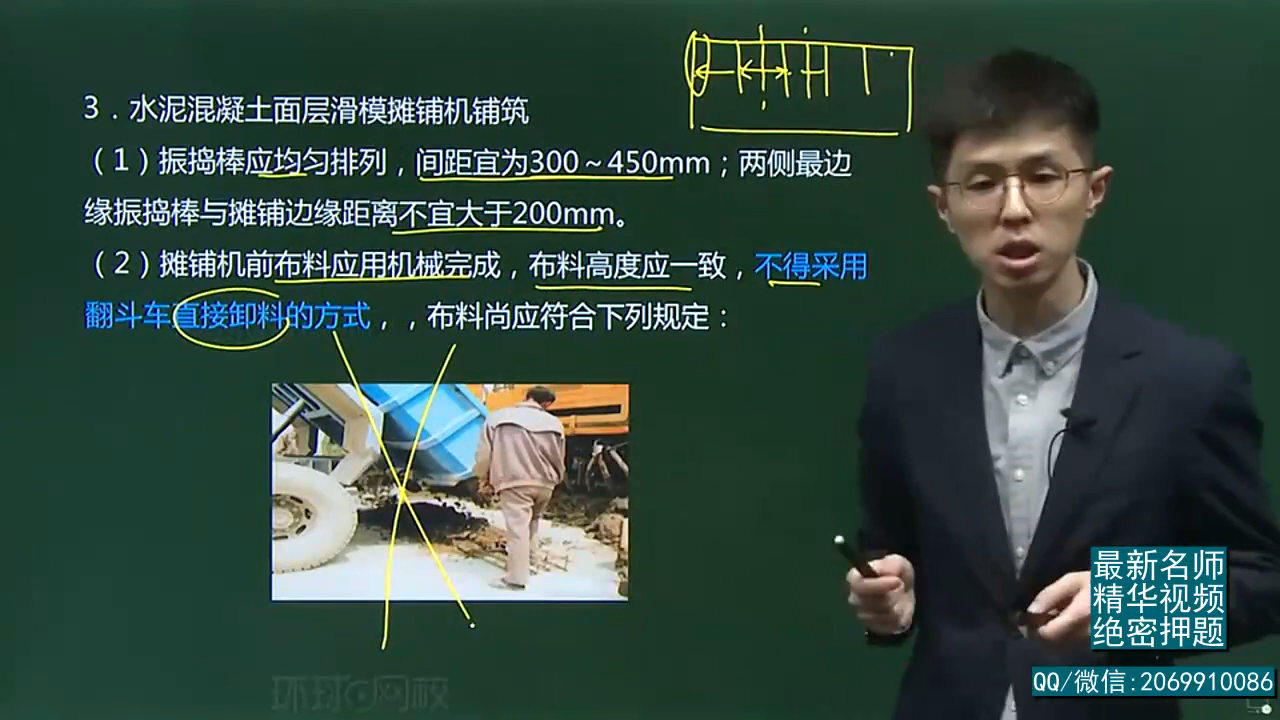 3．水泥混凝土面层滑模摊铺机铺筑
（1）振捣棒应均匀排列，间距宜为300～450mm；两侧最边
缘振捣棒与摊铺边缘距离不宜大于200mm。
（2）摊铺机前布料应用机械完成，布料高度应一致，不得采用
翻斗车直接卸料的方式，，布料尚应符合下列规定：
环球网校
最新名师
精华视频
绝密押题
QQ/微信:2069910086